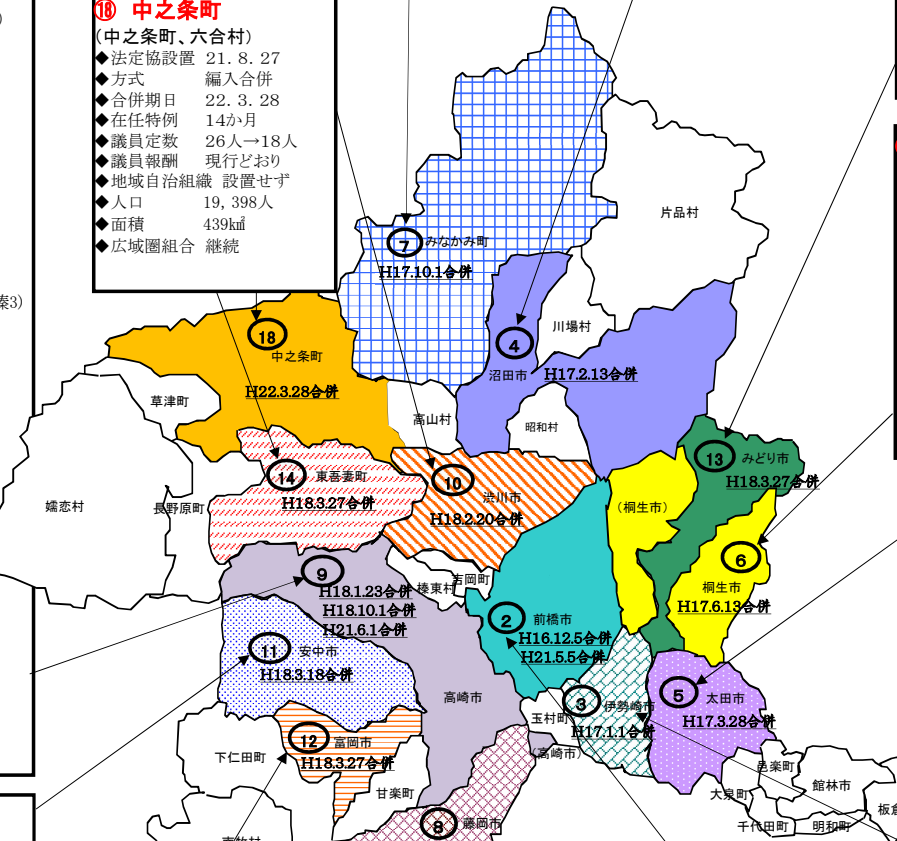 ⑱ 中之条町
(中之条町、六合村)
◆法定協設置 21.8.27
◆方式 編入合併
◆合併期日 22.3.28
◆在任特例 14か月
◆議員定数 26人→18人
◆議員報酬 現行どおり
◆地域自治組織 設置せず
◆人口 19,398人
◆面積 439k㎡
◆広域圏組合 継続
3)
片品村
⑦ みなかみ町
H17.10.1合併
川場村
④
沼田市 H17.2.13合併
⑱
中之条町
H22.3.28合併
草津町
高山村
昭和村
⑬ みどり市
H18.3.27合併
⑭ 東吾妻町
H18.3.27合併
⑩
渋川市
H18.2.20合併
嬬恋村
長野原町
(桐生市)
⑥
桐生市
H17.6.13合併
⑨
H18.1.23合併
H18.10.1合併
H21.6.1合併
榛東村
吉岡町
② 前橋市
H16.12.5合併
H21.5.5合併
⑪ 安中市
H18.3.18合併
高崎市
玉村町
③ 伊勢崎市
H17.1.1合併
(高崎市)
⑤ 太田市
H17.3.28合併
下仁田町
⑫ 富岡市
H18.3.27合併
甘楽町
邑楽町
大泉町
館林市
板倉
千代田町
明和町
⑧ 藤岡市
南牧村